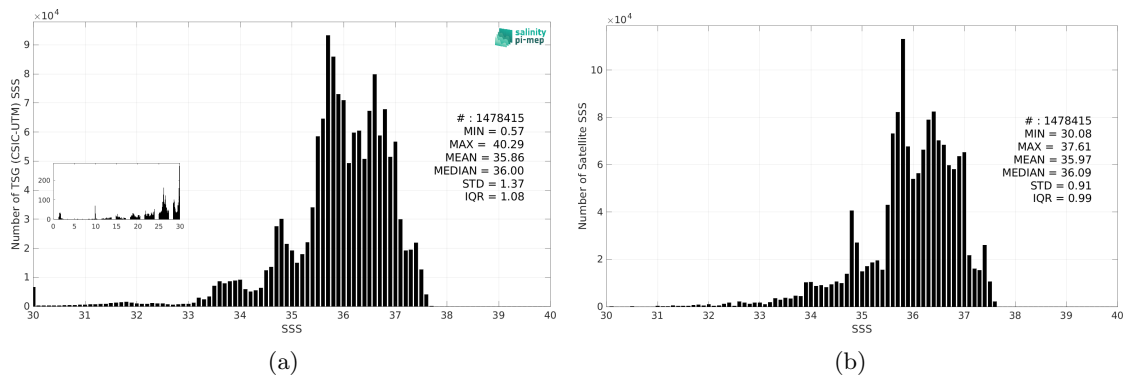 ×10⁴
salinity
pi-mep
Number of TSG (CSIC-UTM) SSS
9
8
7
6
5
4
3
2
1
0
# : 1478415
MIN = 0.57
MAX = 40.29
MEAN = 35.86
MEDIAN = 36.00
STD = 1.37
IQR = 1.08
200
100
0
0 5 10 15 20 25 30
30 31 32 33 34 35 36 37 38 39 40
SSS
(a)
×10⁴
Number of Satellite SSS
10
8
6
4
2
0
# : 1478415
MIN = 30.08
MAX = 37.61
MEAN = 35.97
MEDIAN = 36.09
STD = 0.91
IQR = 0.99
30 31 32 33 34 35 36 37 38 39 40
SSS
(b)